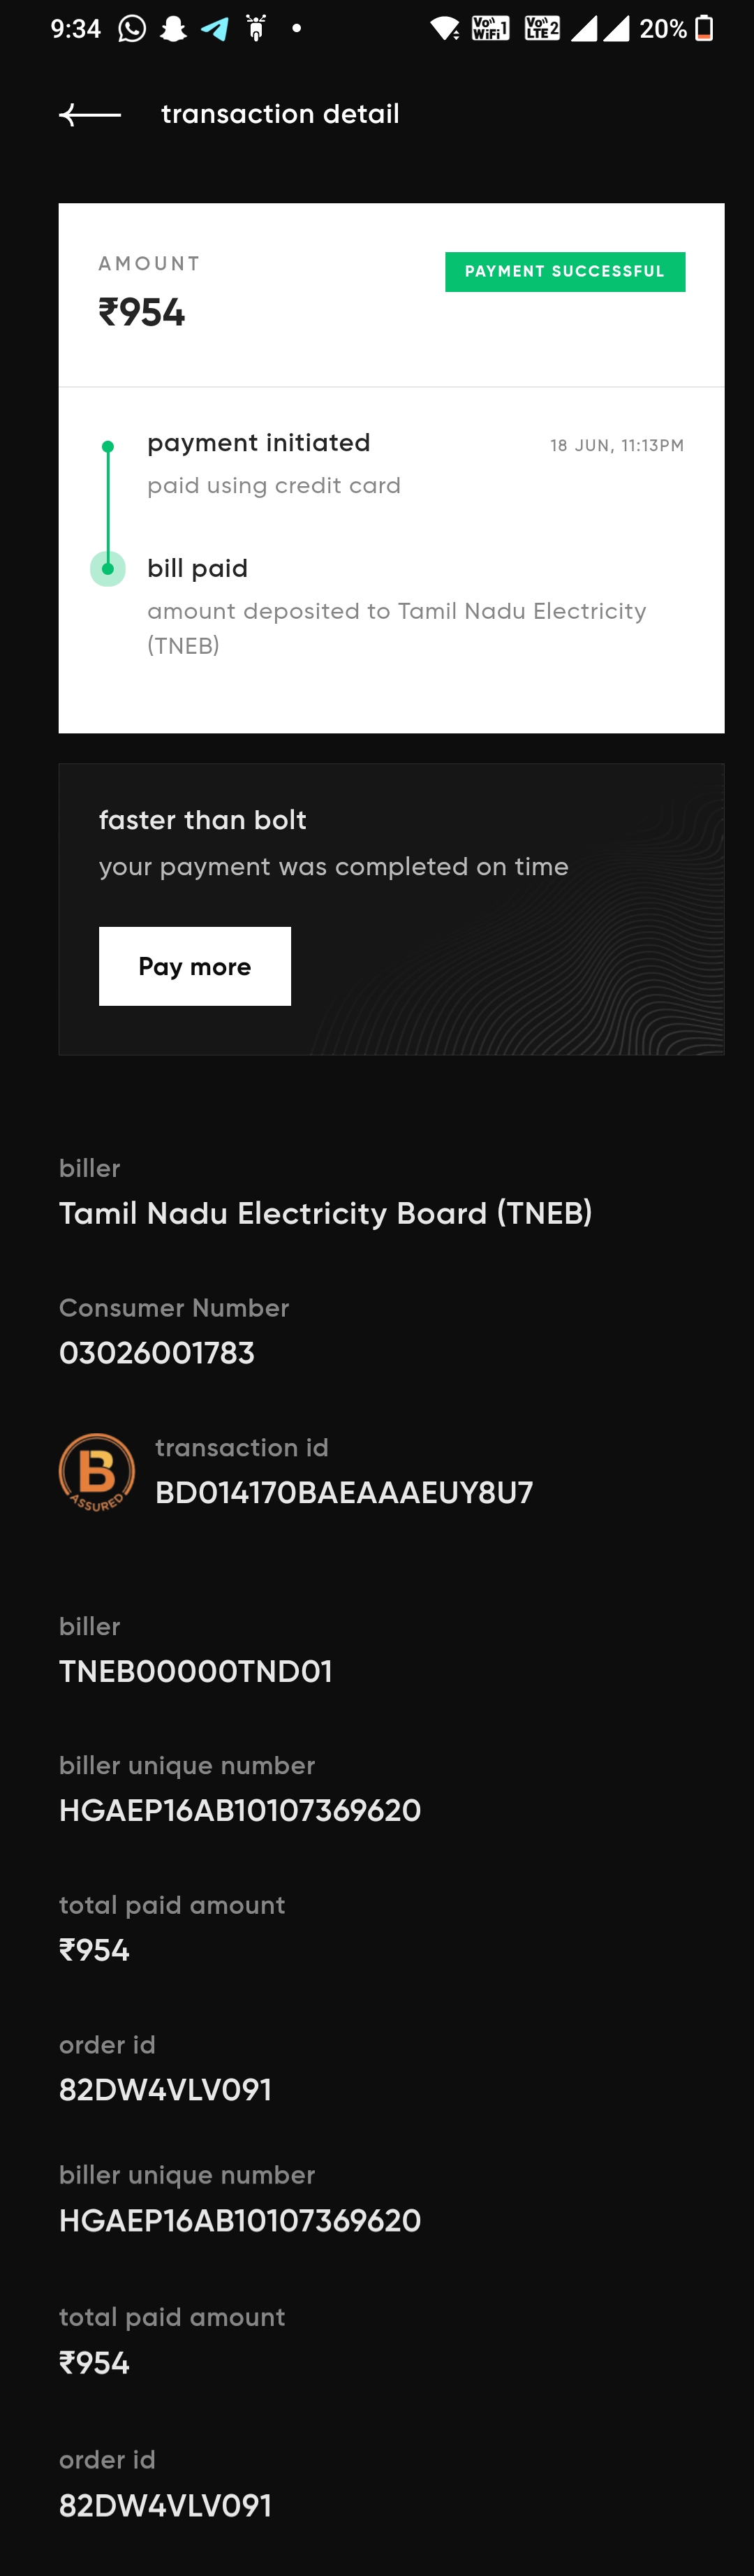 9:34
Vo WiFi 1
Vo LTE 2
20%
transaction detail
AMOUNT
PAYMENT SUCCESSFUL
₹954
payment initiated
18 JUN, 11:13PM
paid using credit card
bill paid
amount deposited to Tamil Nadu Electricity
(TNEB)
faster than bolt
your payment was completed on time
Pay more
biller
Tamil Nadu Electricity Board (TNEB)
Consumer Number
03026001783
B
ASSURED
transaction id
BD014170BAEAAAEUY8U7
biller
TNEB00000TND01
biller unique number
HGAEP16AB10107369620
total paid amount
₹954
order id
82DW4VLV091
biller unique number
HGAEP16AB10107369620
total paid amount
₹954
order id
82DW4VLV091